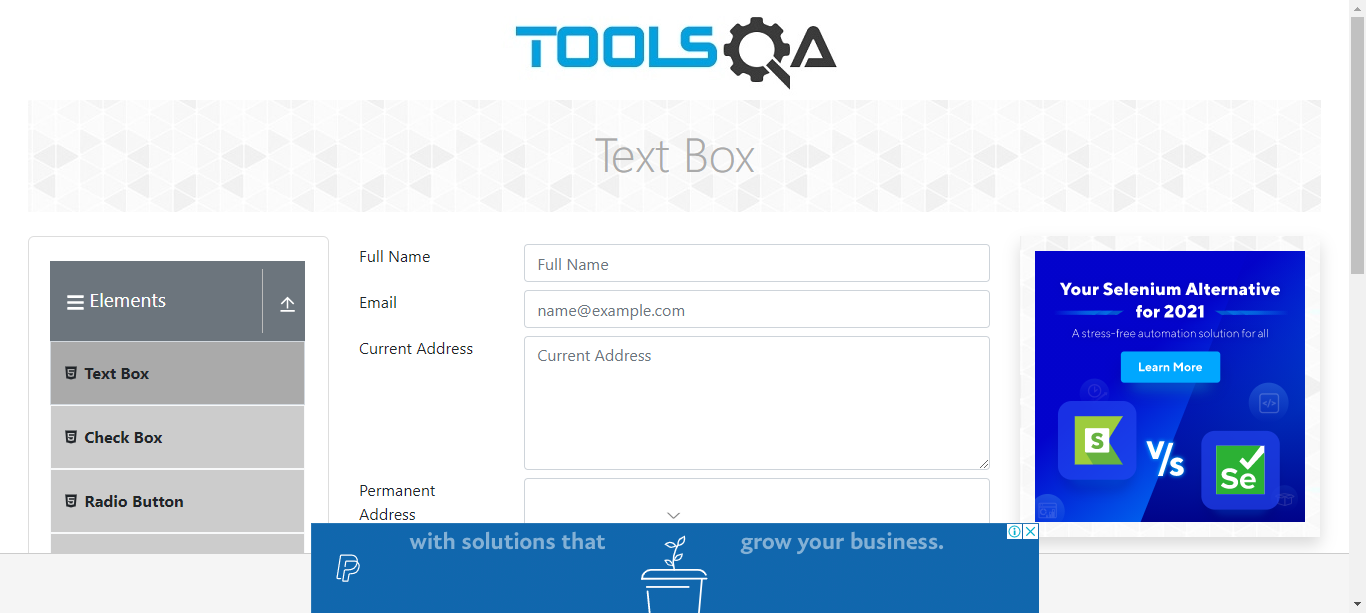 TOOLSQA
Text Box
Elements
Text Box
Check Box
Radio Button
Full Name
Full Name
Email
name@example.com
Current Address
Current Address
Permanent
Address
Your Selenium Alternative
for 2021
A stress-free automation solution for all
Learn More
S
V/s
Se
with solutions that
grow your business.